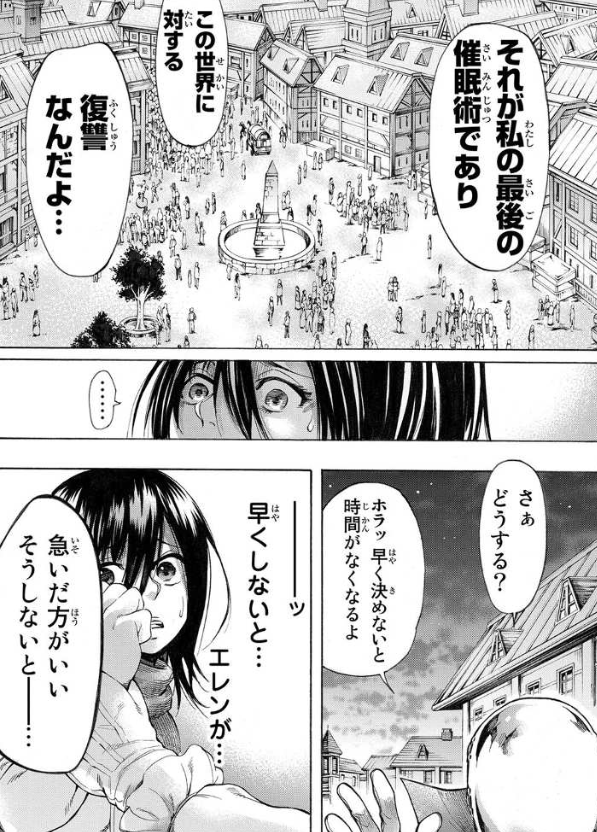 それが私の最後の
催眠術であり
この世界に
対する
復讐
なんだよ…
……
さぁ
どうする？
ホラッ 早く決めないと
時間がなくなるよ
―――ッ
早くしないと…
エレンが…
急いだ方がいい
そうしないと――…